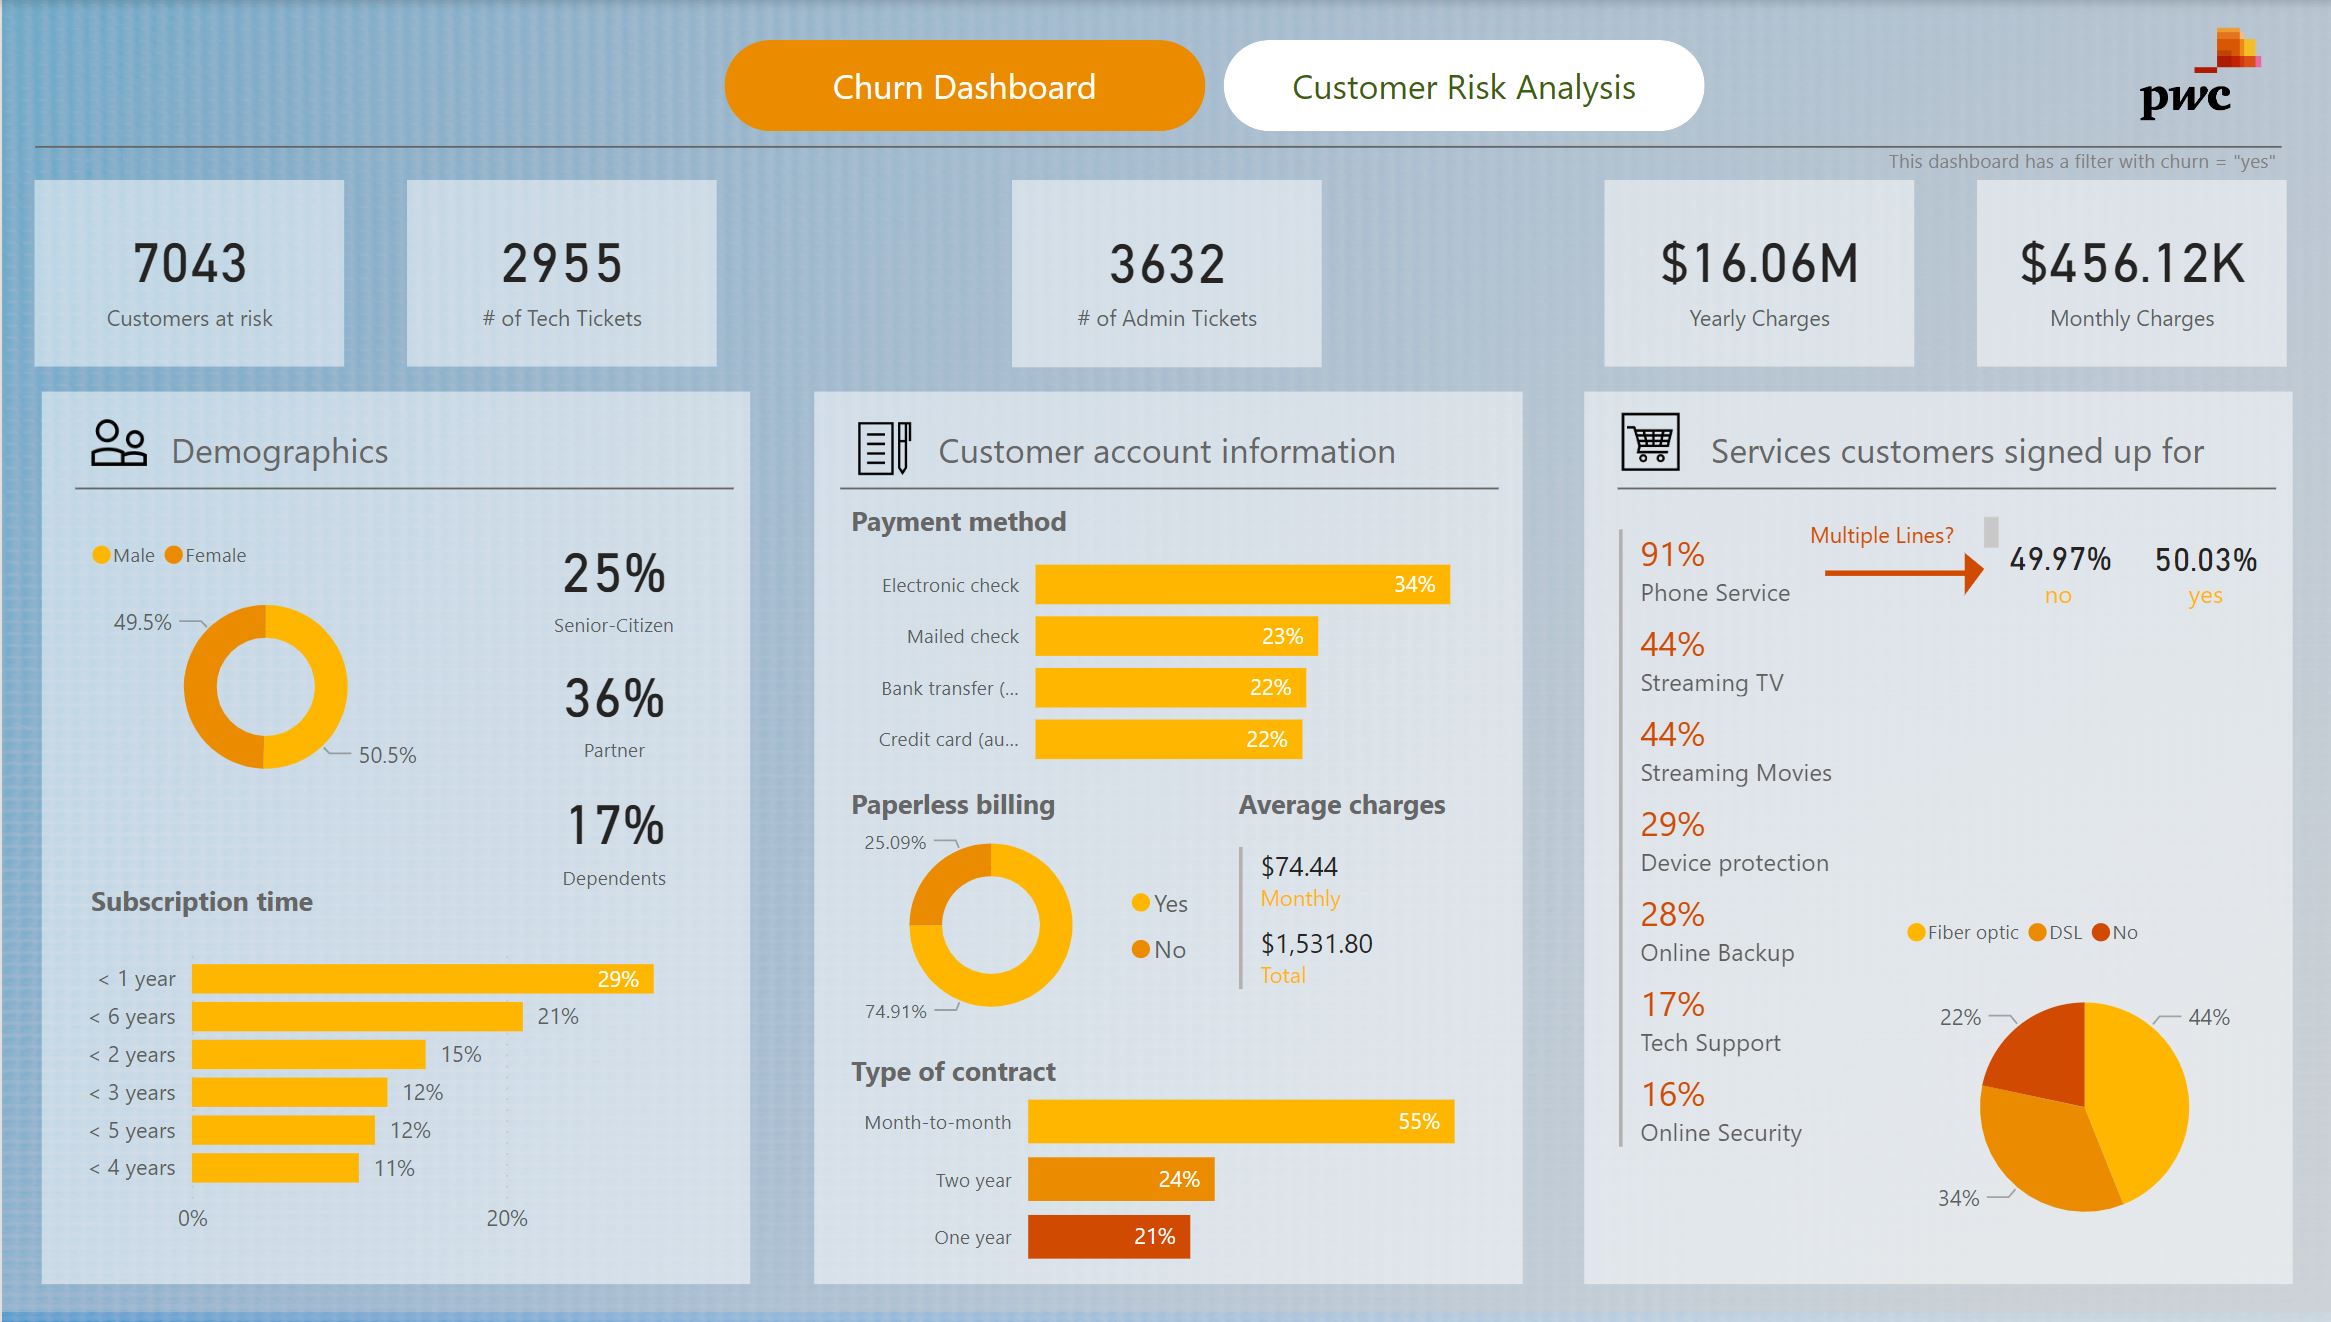 Churn Dashboard
Customer Risk Analysis
pwc
This dashboard has a filter with churn = "yes"
7043
Customers at risk
2955
# of Tech Tickets
3632
# of Admin Tickets
$16.06M
Yearly Charges
$456.12K
Monthly Charges
Demographics
Male Female
49.5%
50.5%
25%
Senior-Citizen
36%
Partner
17%
Dependents
Subscription time
< 1 year 29%
< 6 years 21%
< 2 years 15%
< 3 years 12%
< 5 years 12%
< 4 years 11%
0% 20%
Customer account information
Payment method
Electronic check 34%
Mailed check 23%
Bank transfer (... 22%
Credit card (au... 22%
Paperless billing
25.09%
74.91%
Yes
No
Average charges
$74.44
Monthly
$1,531.80
Total
Type of contract
Month-to-month 55%
Two year 24%
One year 21%
Services customers signed up for
91%
Phone Service
Multiple Lines?
49.97%
no
50.03%
yes
44%
Streaming TV
44%
Streaming Movies
29%
Device protection
28%
Online Backup
17%
Tech Support
16%
Online Security
Fiber optic DSL No
22%
44%
34%